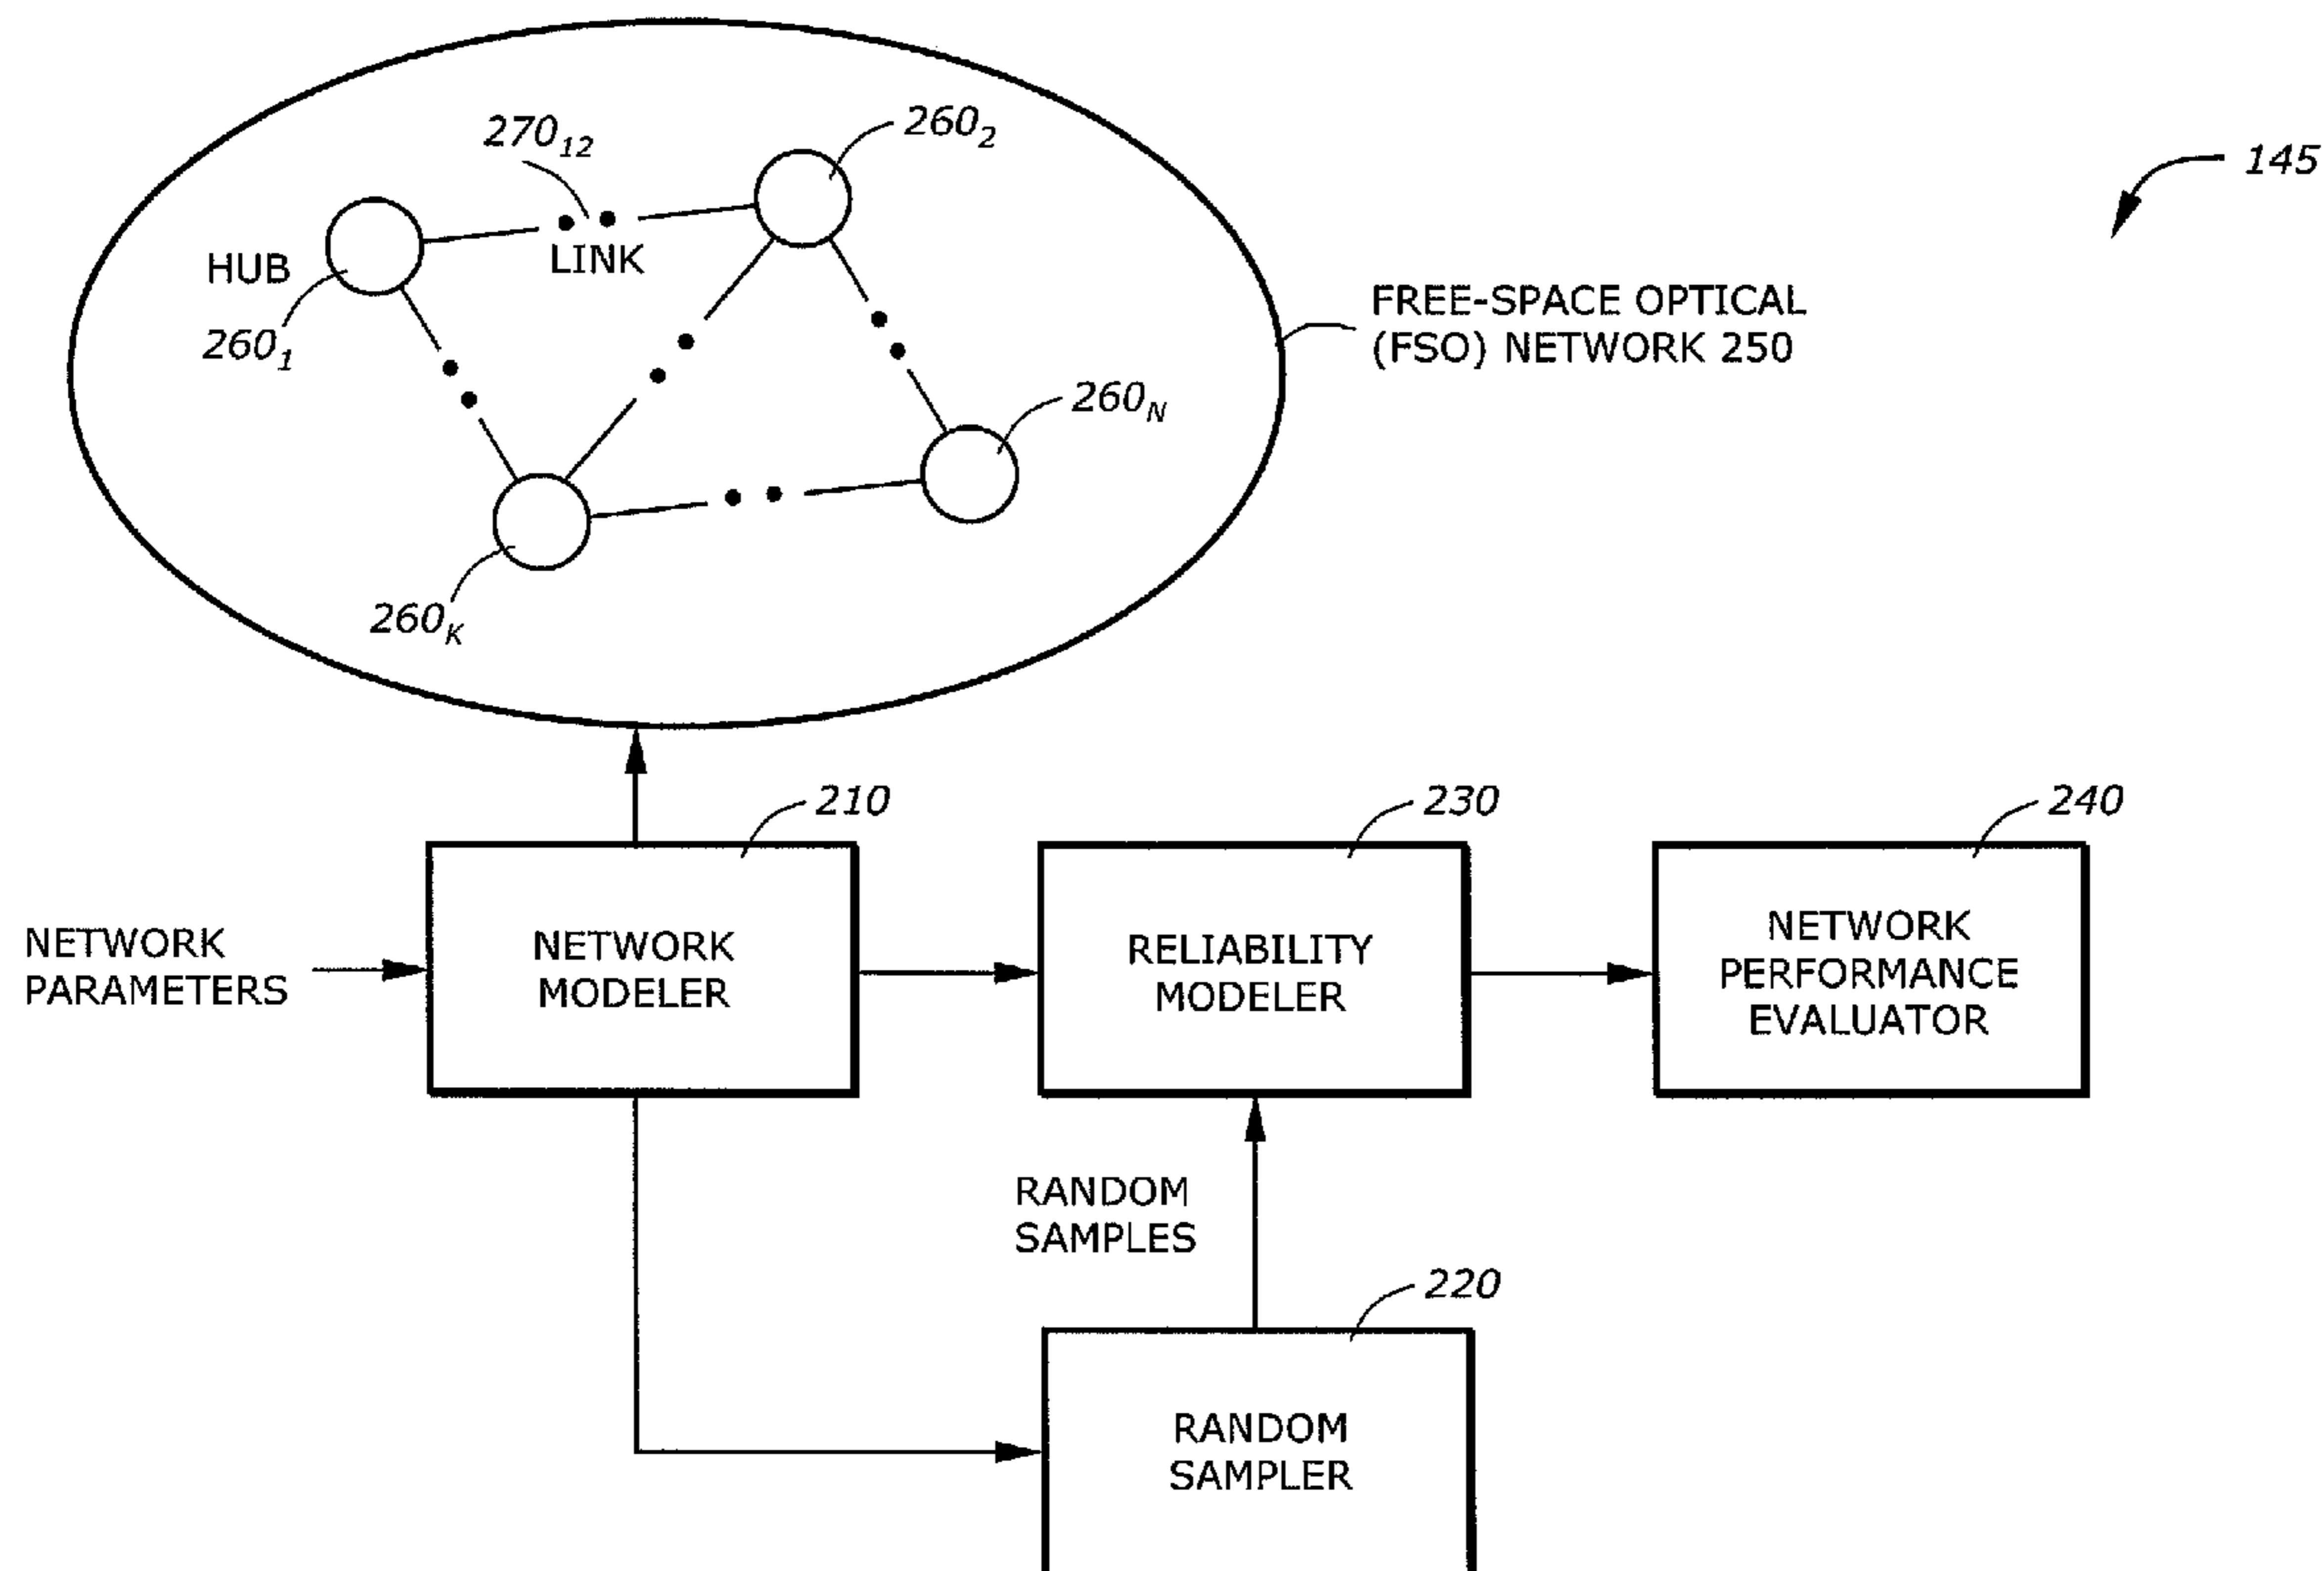 270₁₂
260₂
145
HUB
LINK
260₁
FREE-SPACE OPTICAL
(FSO) NETWORK 250
260N
260K
210
230
240
NETWORK
PARAMETERS
NETWORK
MODELER
RELIABILITY
MODELER
NETWORK
PERFORMANCE
EVALUATOR
RANDOM
SAMPLES
220
RANDOM
SAMPLER